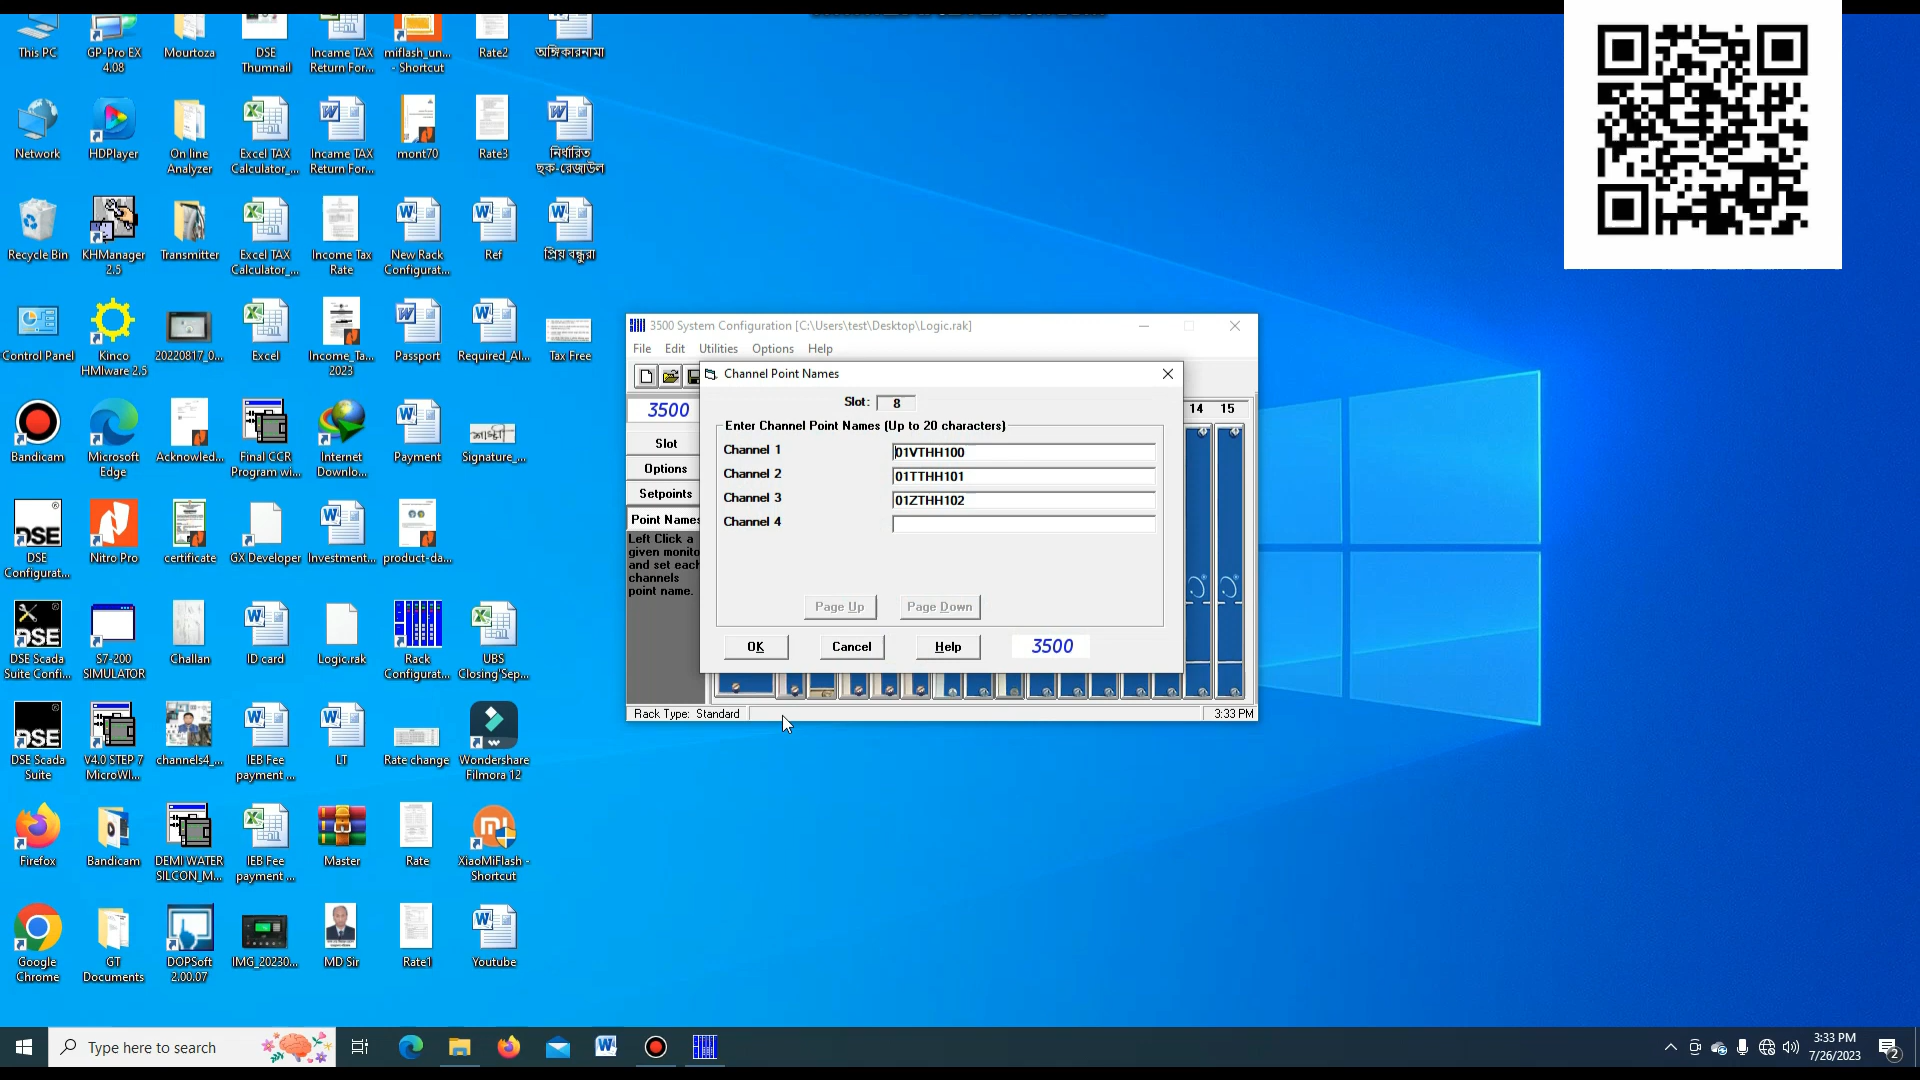 This PC
GP-Pro EX
4.08
Mourtoza
DSE
Thumnail
Incame TAX
Return For...
miflash_un...
- Shortcut
Rate2
অঙ্গিকারনামা
Network
HDPlayer
On line
Analyzer
Excel TAX
Calculator_...
Incame TAX
Return For...
mont70
Rate3
নির্ধারিত
ছক-রেজাউল
Recycle Bin
KHManager
2.5
Transmitter
Excel TAX
Calculator_...
Income Tax
Rate
New Rack
Configurat...
Ref
প্রিয় বন্ধুরা
Control Panel
Kinco
HMIware 2.5
20220817_0...
Excel
Income_Ta...
2023
Passport
Required_Al...
Tax Free
Bandicam
Microsoft
Edge
Acknowled...
Final CCR
Program wi...
Internet
Downlo...
Payment
Signature_...
DSE
DSE
Configurat...
Nitro Pro
certificate
GX Developer
Investment...
product-da...
DSE
DSE Scada
Suite Confi...
S7-200
SIMULATOR
Challan
ID card
Logic.rak
Rack
Configurat...
UBS
Closing'Sep...
DSE
DSE Scada
Suite
V4.0 STEP 7
MicroWI...
channels4_...
IEB Fee
payment ...
LT
Rate change
Wondershare
Filmora 12
Firefox
Bandicam
DEMI WATER
SILCON_M...
IEB Fee
payment ...
Master
Rate
XiaoMiFlash -
Shortcut
Google
Chrome
GT
Documents
DOPSoft
2.00.07
IMG_20230...
MD Sir
Rate1
Youtube
3500 System Configuration [C:\Users\test\Desktop\Logic.rak]
File Edit Utilities Options Help
3500
Slot
Options
Setpoints
Point Names
Left Click a
given monito
and set each
channels
point name.
14 15
Channel Point Names
Slot: 8
Enter Channel Point Names (Up to 20 characters)
Channel 1 01VTHH100
Channel 2 01TTHH101
Channel 3 01ZTHH102
Channel 4
Page Up Page Down
OK Cancel Help 3500
Rack Type: Standard 3:33 PM
Type here to search
3:33 PM
7/26/2023
2